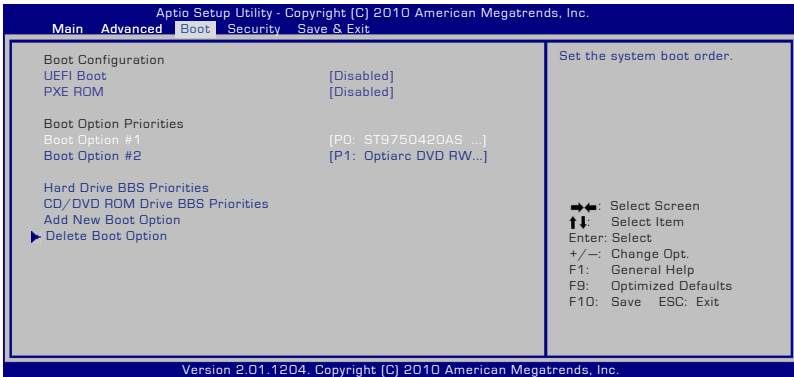 Aptio Setup Utility - Copyright (C) 2010 American Megatrends, Inc.
Main Advanced Boot Security Save & Exit
Boot Configuration
UEFI Boot [Disabled]
PXE ROM [Disabled]
Boot Option Priorities
Boot Option #1 [P0: ST9750420AS ...]
Boot Option #2 [P1: Optiarc DVD RW...]
Hard Drive BBS Priorities
CD/DVD ROM Drive BBS Priorities
Add New Boot Option
Delete Boot Option
Set the system boot order.
→←: Select Screen
↑↓: Select Item
Enter: Select
+/—: Change Opt.
F1: General Help
F9: Optimized Defaults
F10: Save ESC: Exit
Version 2.01.1204. Copyright (C) 2010 American Megatrends, Inc.